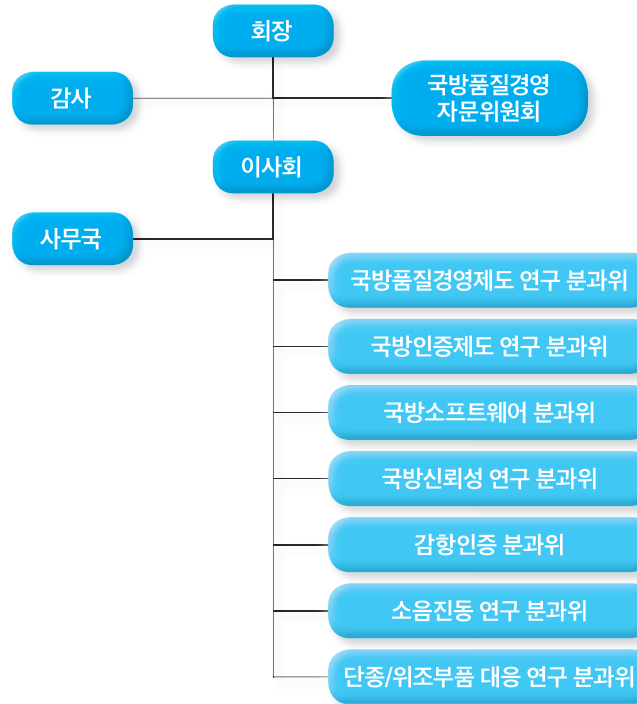 회장
감사
국방품질경영
자문위원회
이사회
사무국
국방품질경영제도 연구 분과위
국방인증제도 연구 분과위
국방소프트웨어 분과위
국방신뢰성 연구 분과위
감항인증 분과위
소음진동 연구 분과위
단종/위조부품 대응 연구 분과위